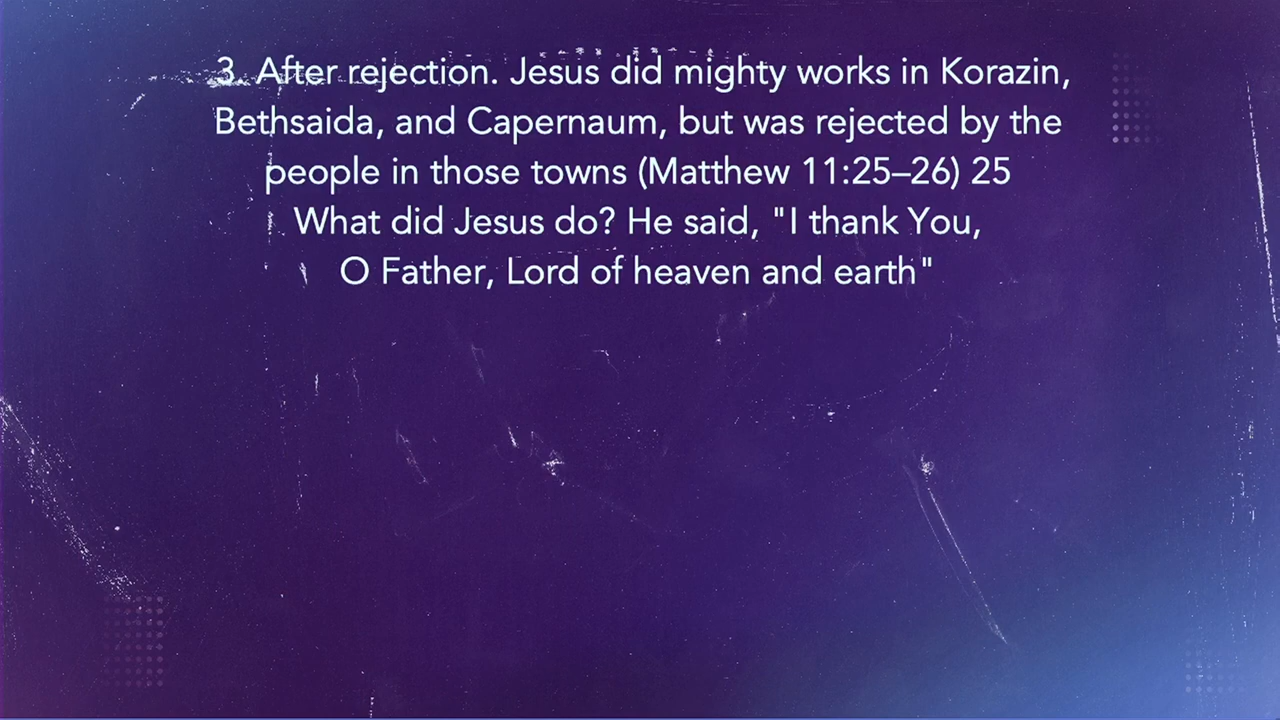 3. After rejection. Jesus did mighty works in Korazin,
Bethsaida, and Capernaum, but was rejected by the
people in those towns (Matthew 11:25–26) 25
What did Jesus do? He said, "I thank You,
O Father, Lord of heaven and earth"